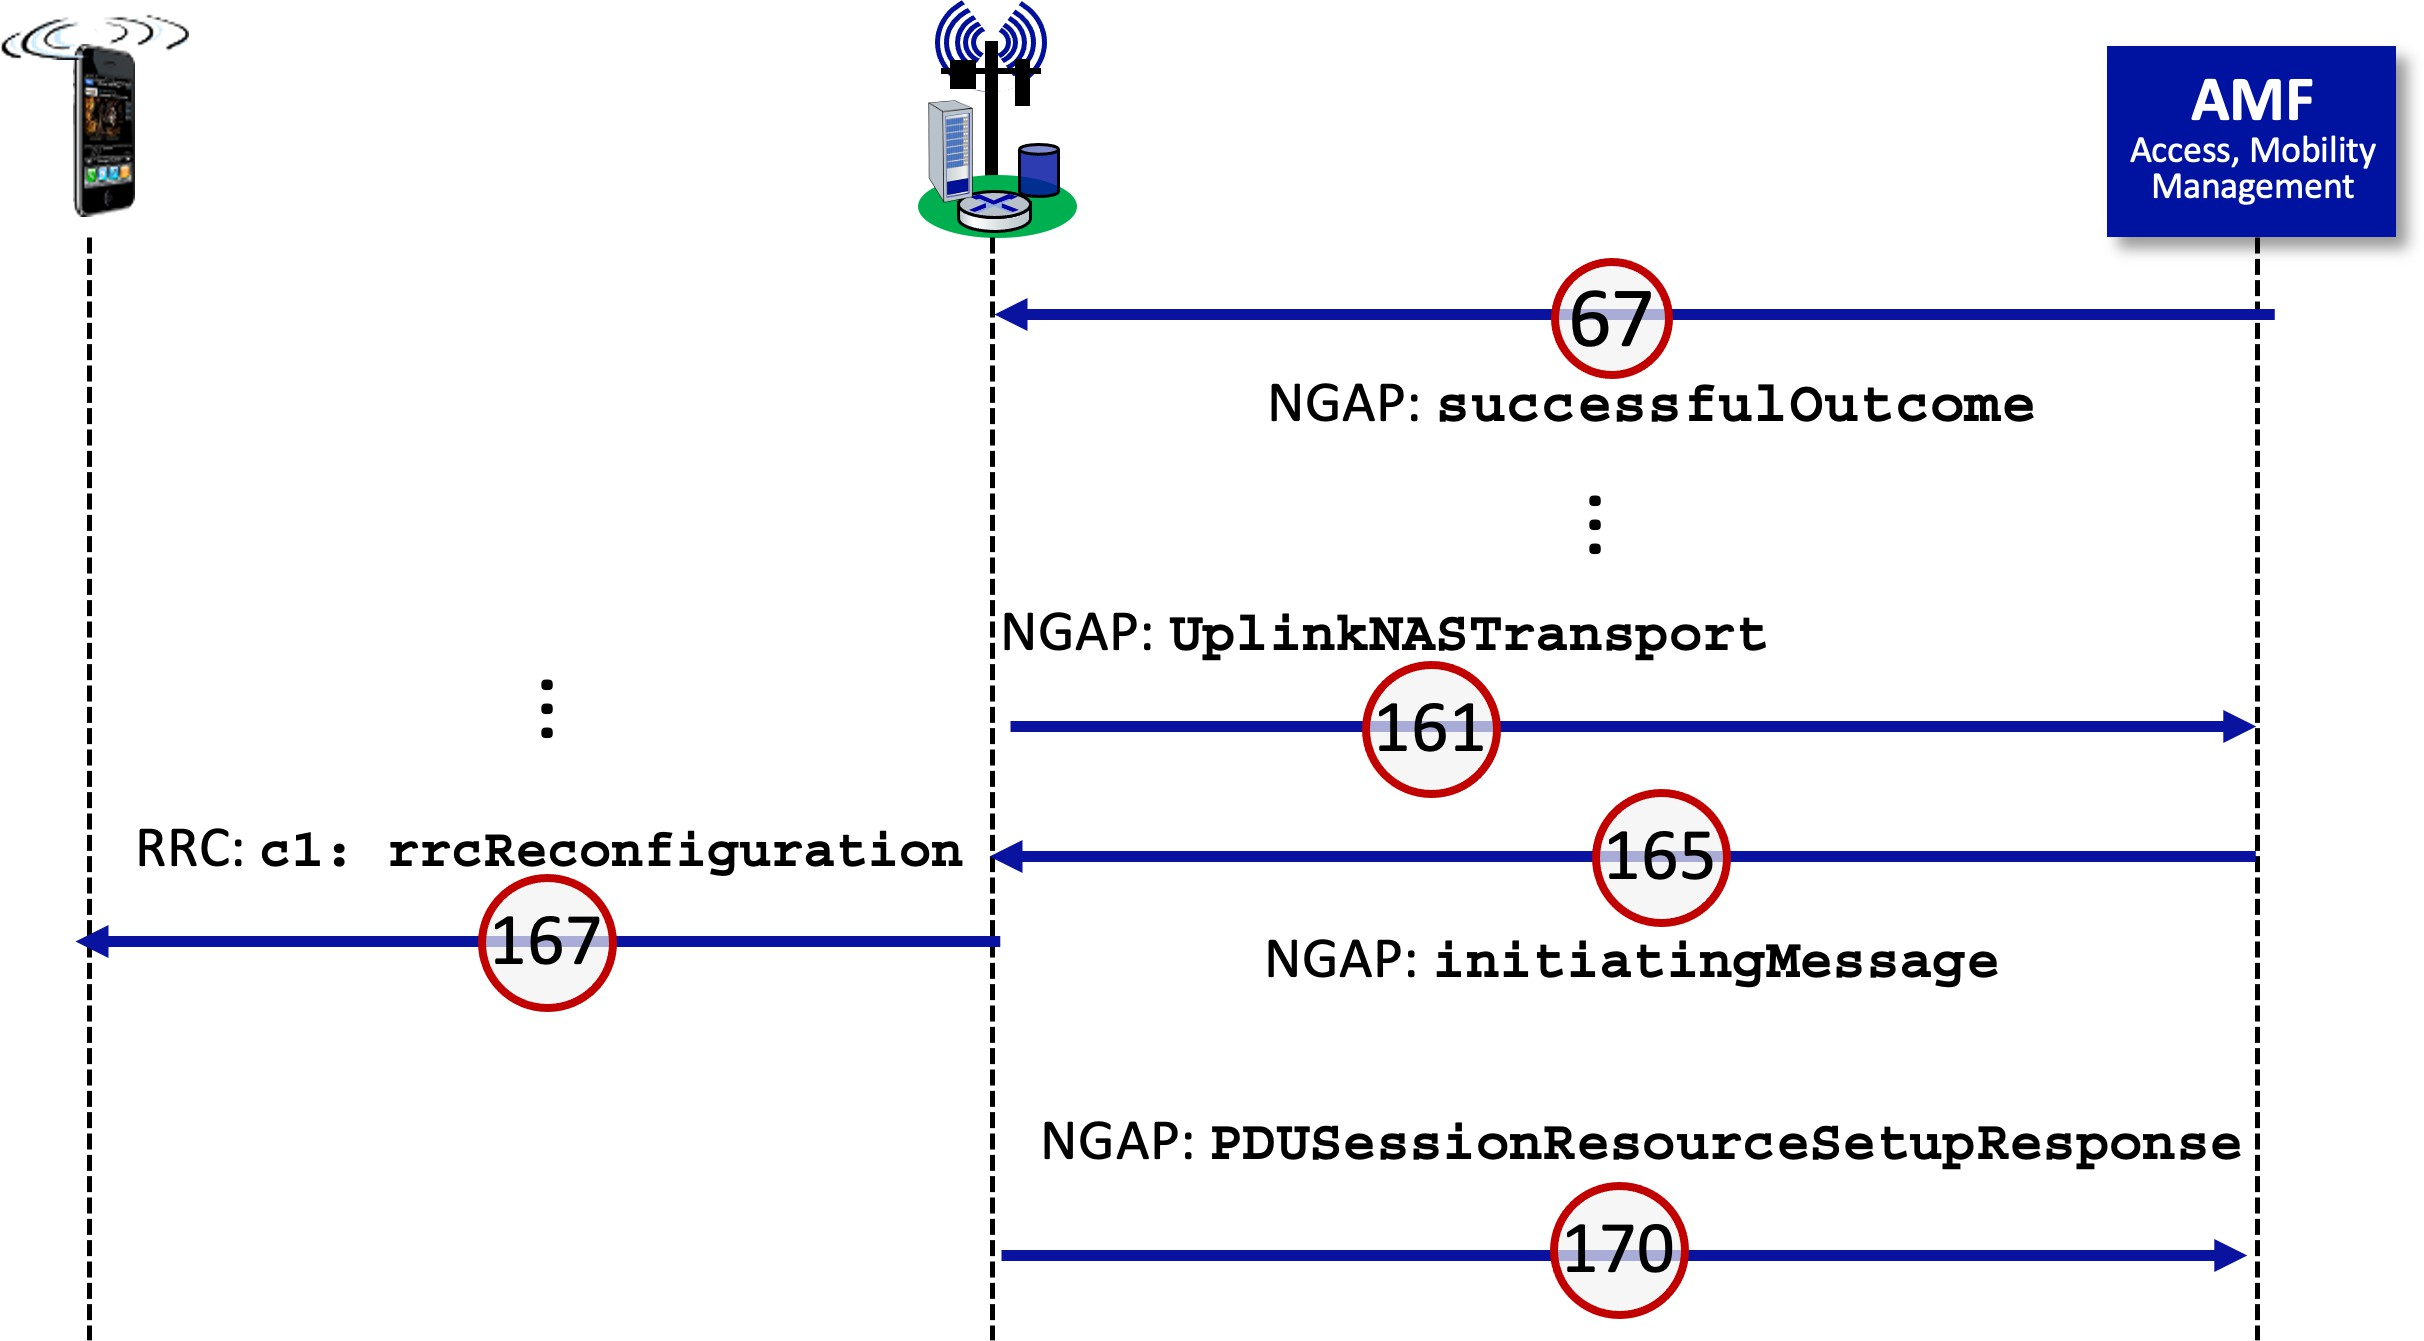 AMF
Access, Mobility
Management
67
NGAP: successfulOutcome
NGAP: UplinkNASTransport
161
RRC: c1: rrcReconfiguration
165
167
NGAP: initiatingMessage
NGAP: PDUSessionResourceSetupResponse
170